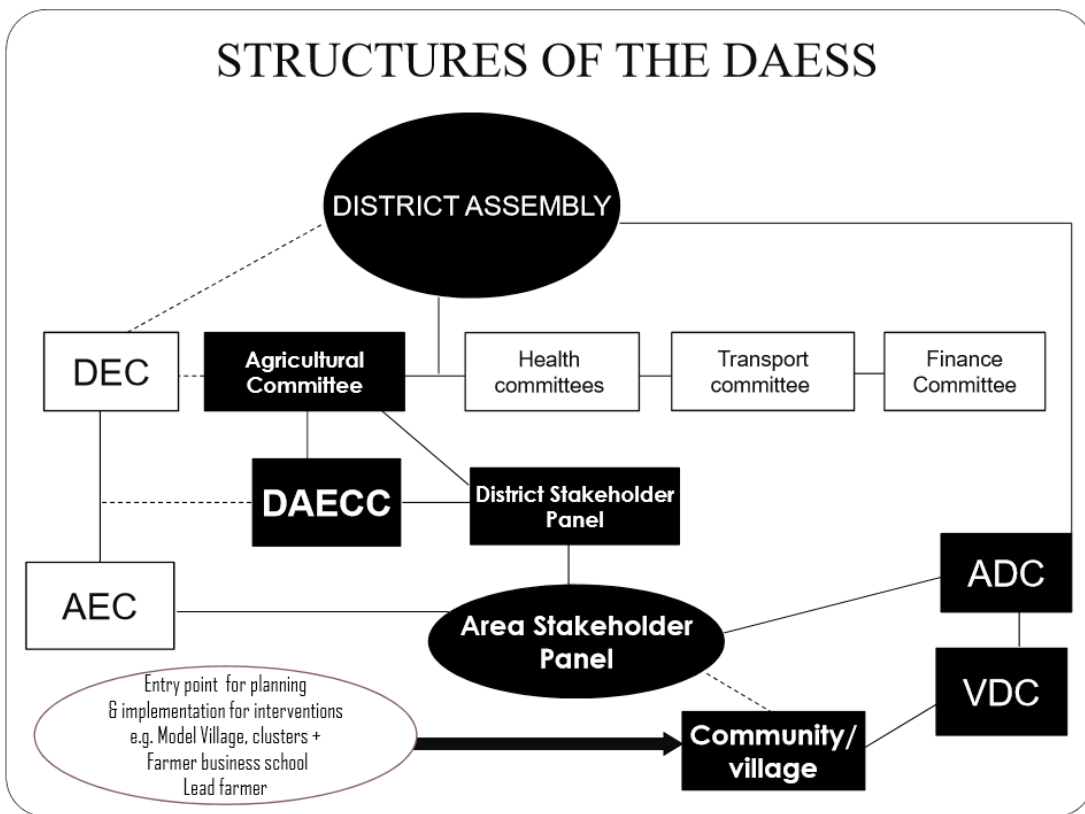 STRUCTURES OF THE DAESS
DISTRICT ASSEMBLY
DEC
Agricultural
Committee
Health
committees
Transport
committee
Finance
Committee
DAECC
District Stakeholder
Panel
ADC
AEC
Area Stakeholder
Panel
VDC
Entry point for planning
& implementation for interventions
e.g. Model Village, clusters +
Farmer business school
Lead farmer
Community/
village